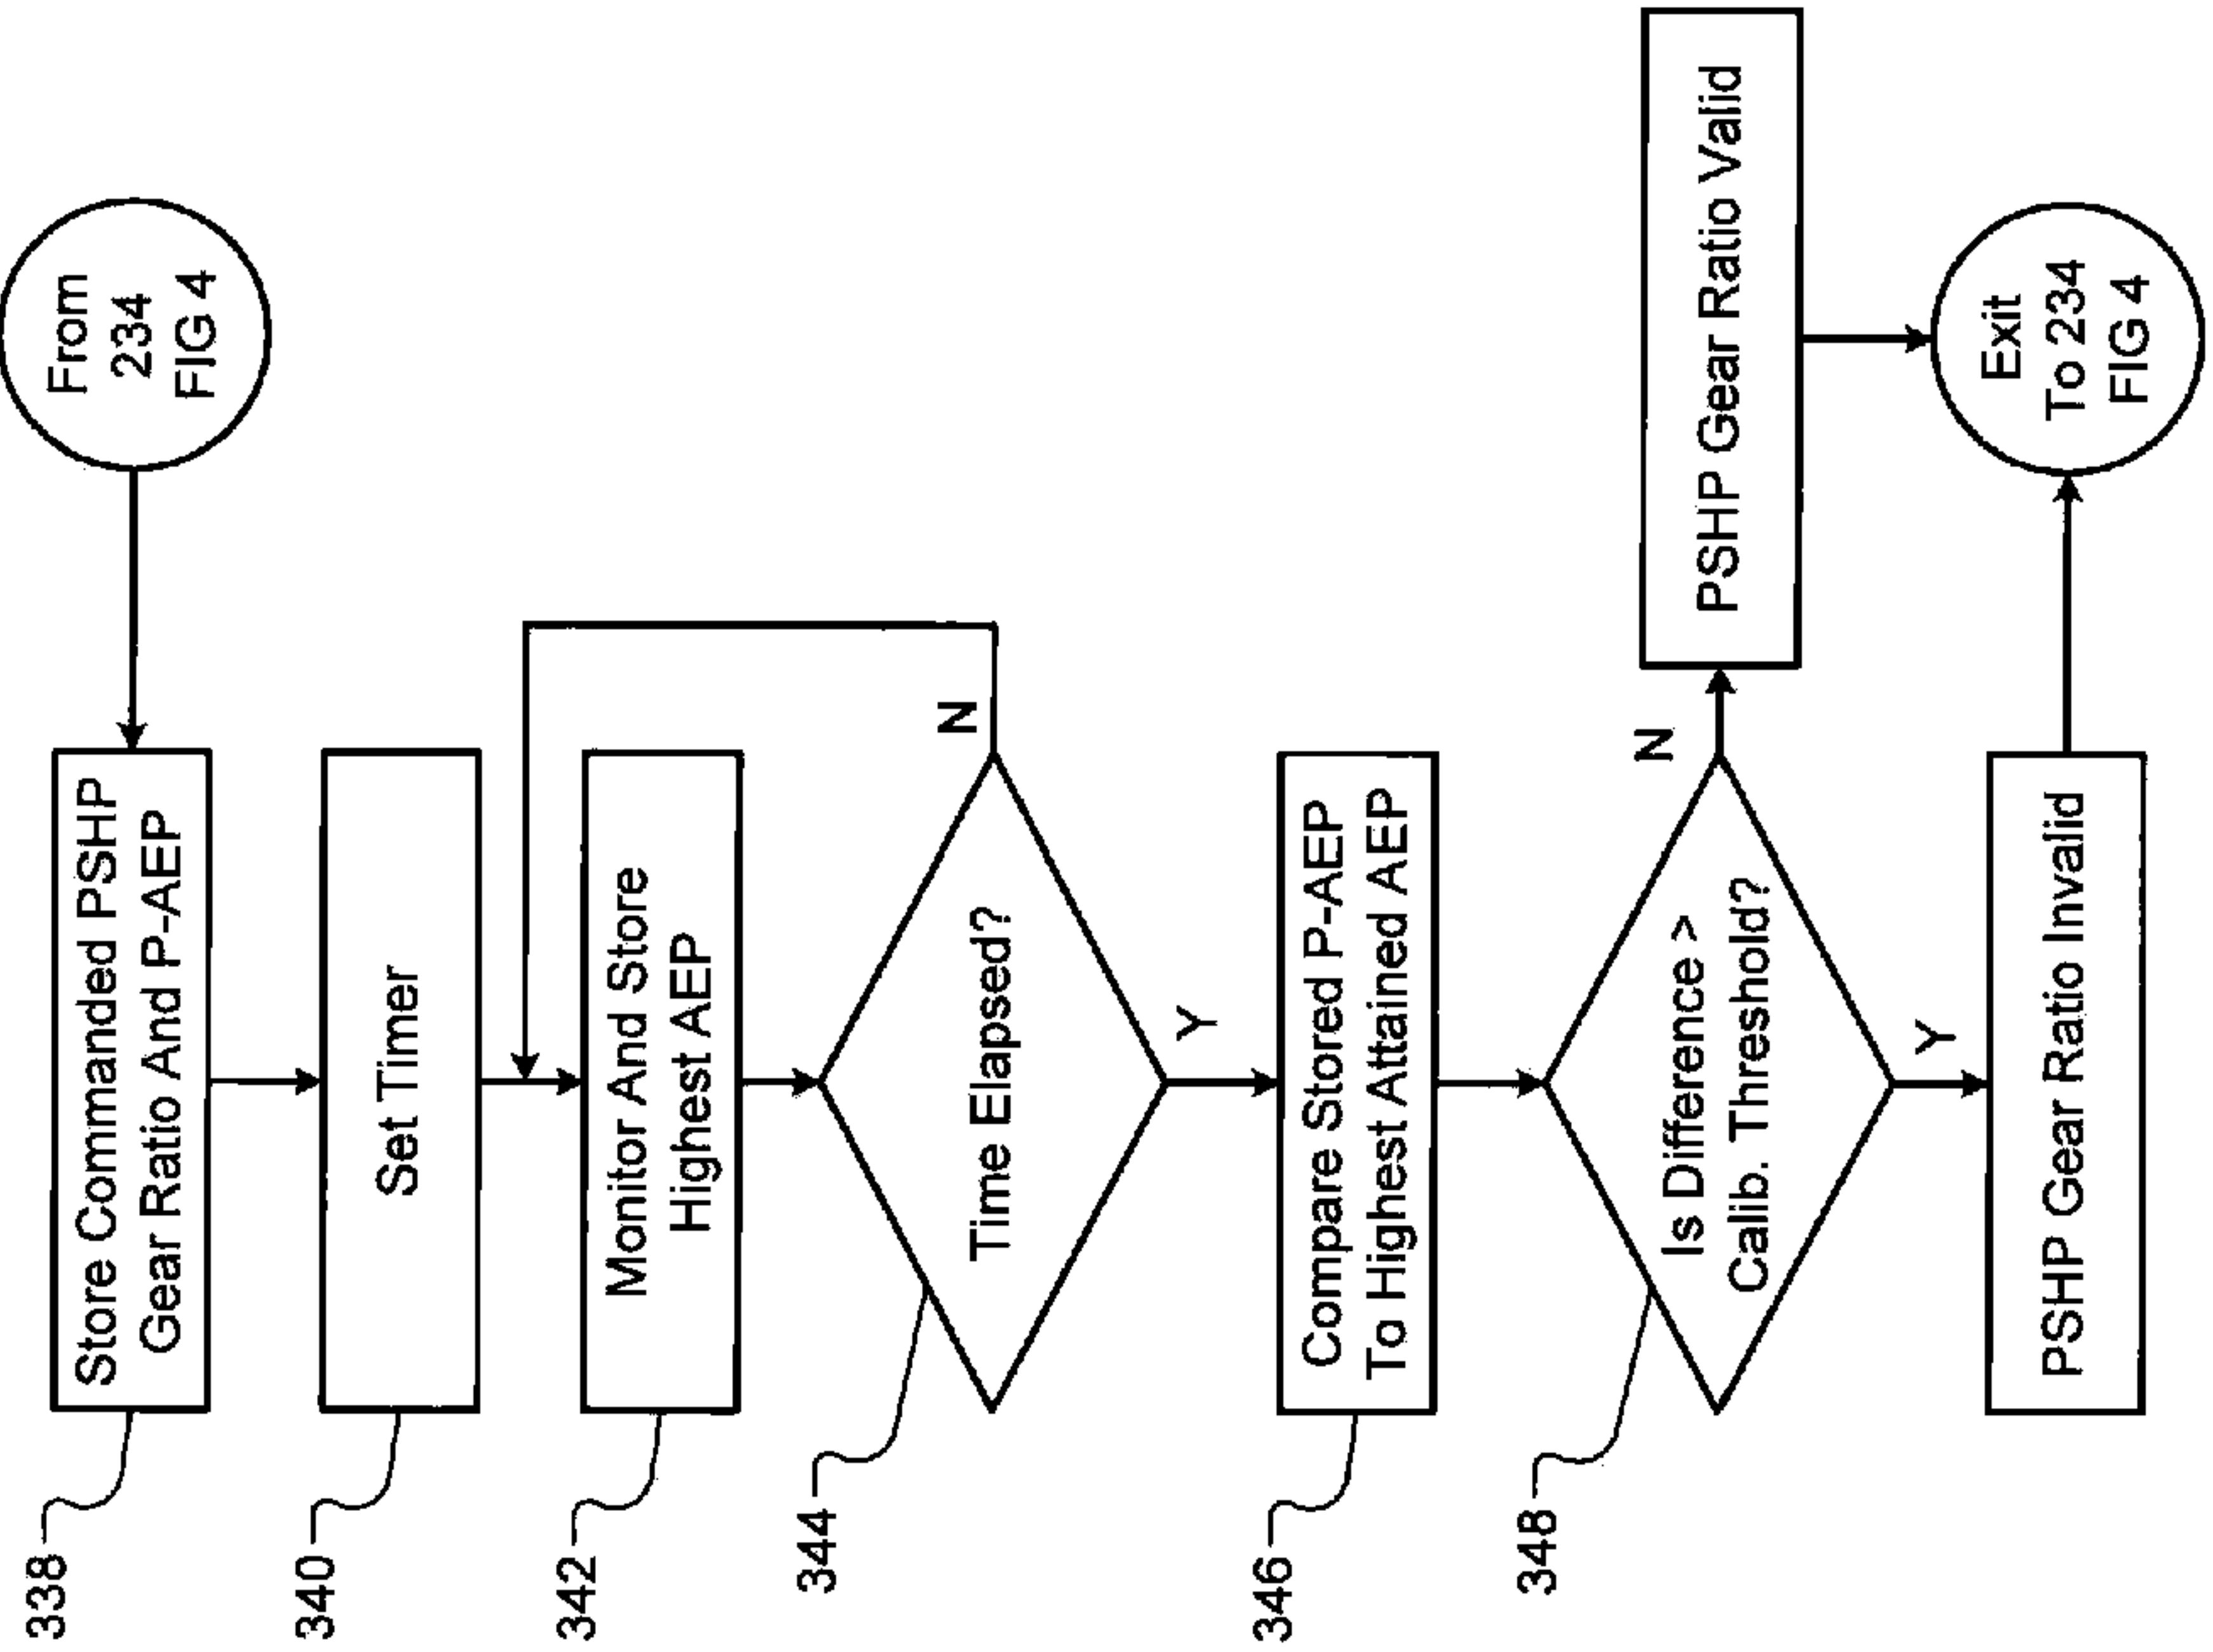 From
234
FIG 4
338
Store Commanded PSHP
Gear Ratio And P-AEP
340
Set Timer
342
Monitor And Store
Highest AEP
344
Time Elapsed?
N
Y
346
Compare Stored P-AEP
To Highest Attained AEP
348
Is Difference >
Calib. Threshold?
N
PSHP Gear Ratio Valid
Y
PSHP Gear Ratio Invalid
Exit
To 234
FIG 4